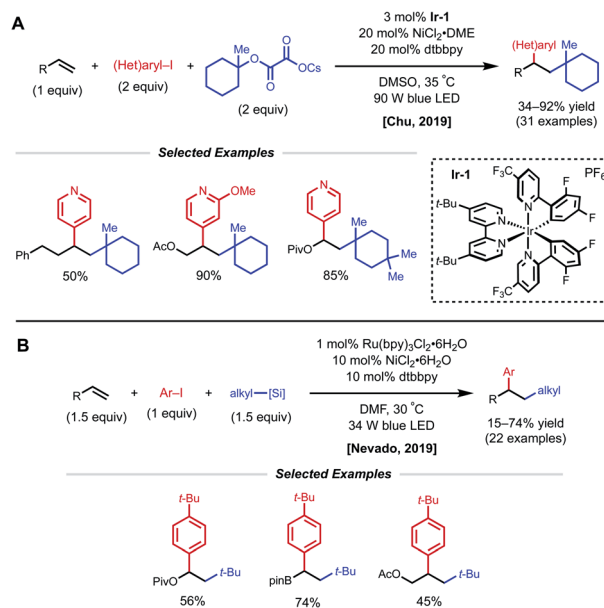 A
R
(1 equiv)
+
(Het)aryl–I
(2 equiv)
+
Me
O
O
O
OCs
(2 equiv)
3 mol% Ir-1
20 mol% NiCl2•DME
20 mol% dtbbpy
DMSO, 35 °C
90 W blue LED
[Chu, 2019]
(Het)aryl
Me
R
34–92% yield
(31 examples)
Selected Examples
N
Me
Ph
50%
N
OMe
Me
AcO
90%
N
Me
PivO
Me
Me
85%
Ir-1
PF6
F3C
F
F
t-Bu
N
N
N
Ir
N
t-Bu
F
F
F3C
B
R
(1.5 equiv)
+
Ar–I
(1 equiv)
+
alkyl–[Si]
(1.5 equiv)
1 mol% Ru(bpy)3Cl2•6H2O
10 mol% NiCl2•6H2O
10 mol% dtbbpy
DMF, 30 °C
34 W blue LED
[Nevado, 2019]
Ar
R
alkyl
15–74% yield
(22 examples)
Selected Examples
t-Bu
PivO
t-Bu
56%
t-Bu
pinB
t-Bu
74%
t-Bu
AcO
t-Bu
45%